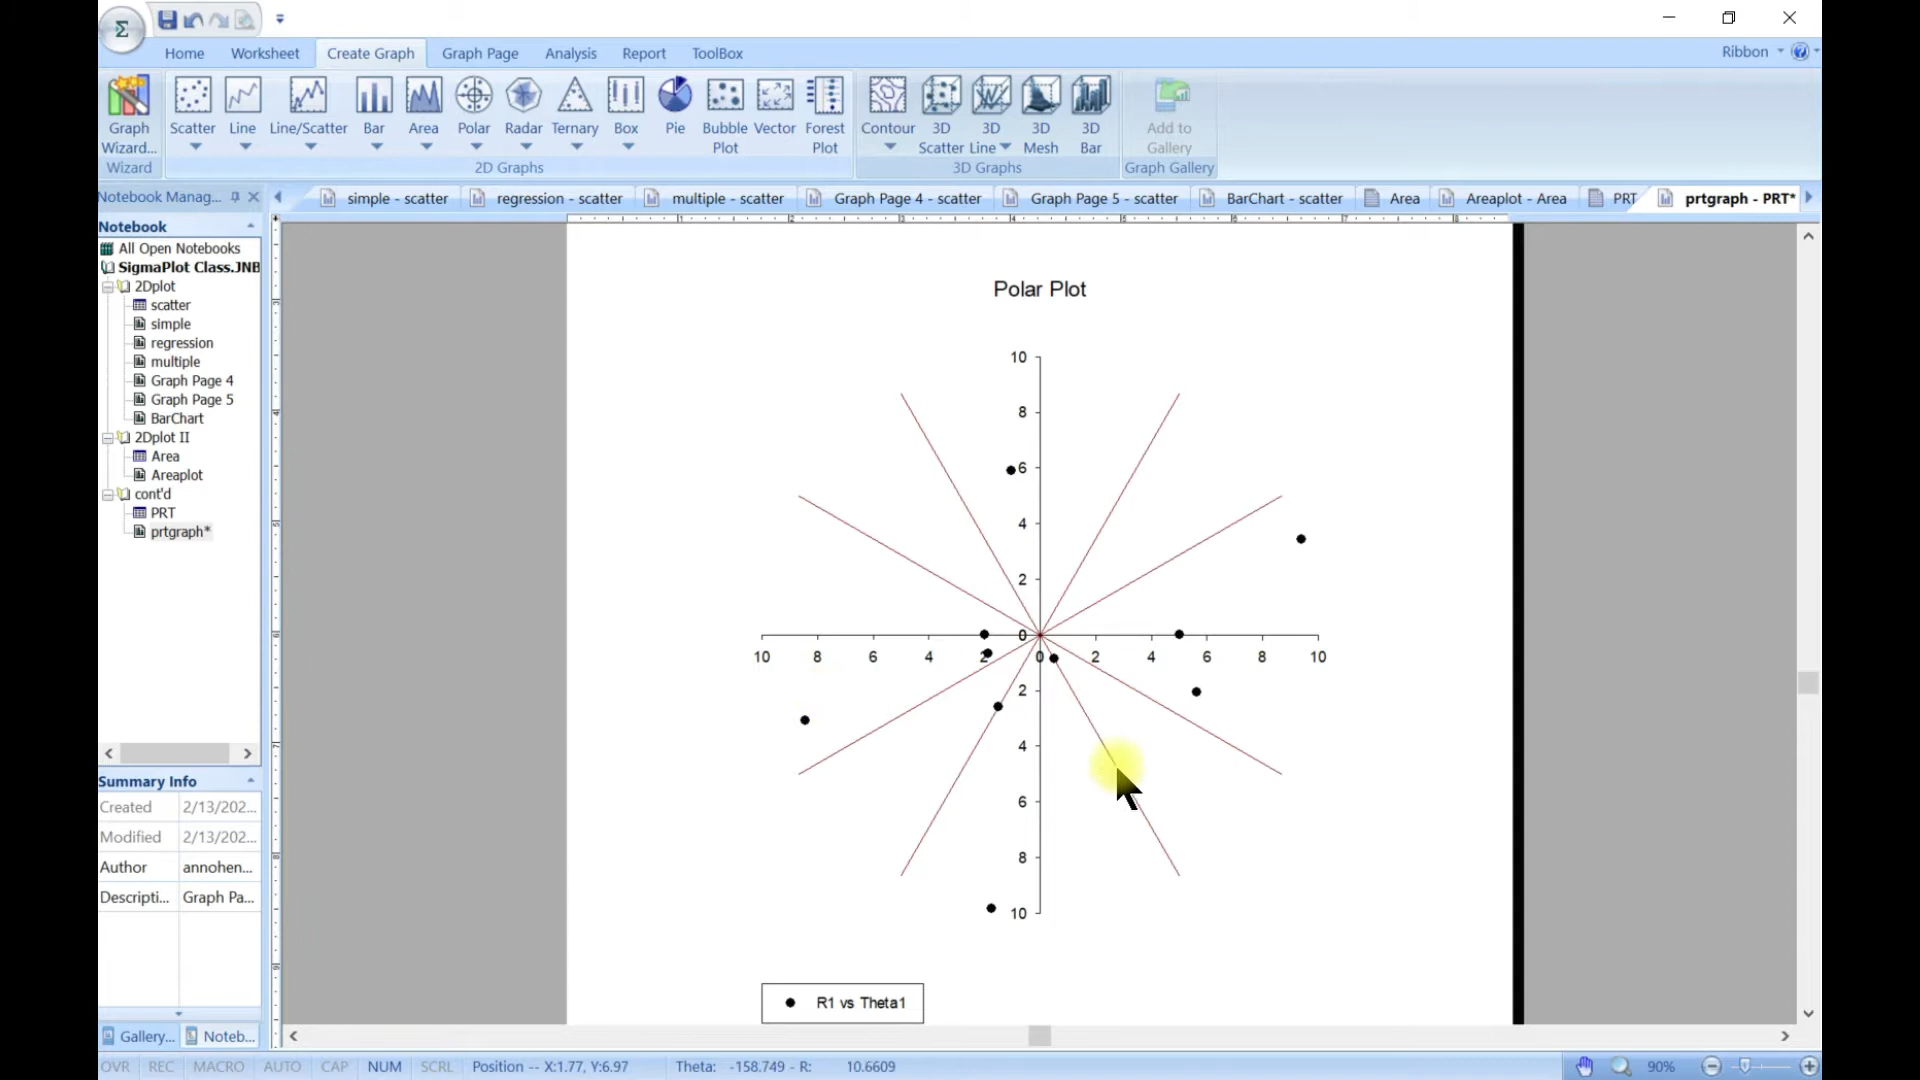 Σ
Home Worksheet Create Graph Graph Page Analysis Report ToolBox Ribbon
Graph Wizard...
Scatter Line Line/Scatter Bar Area Polar Radar Ternary Box Pie Bubble Plot Vector Forest Plot
Contour 3D Scatter 3D Line 3D Mesh 3D Bar
Add to Gallery
Wizard 2D Graphs 3D Graphs Graph Gallery
Notebook Manag...
simple - scatter regression - scatter multiple - scatter Graph Page 4 - scatter Graph Page 5 - scatter BarChart - scatter Area Areaplot - Area PRT prtgraph - PRT*
Notebook
All Open Notebooks
SigmaPlot Class.JNB
2Dplot
scatter
simple
regression
multiple
Graph Page 4
Graph Page 5
BarChart
2Dplot II
Area
Areaplot
cont'd
PRT
prtgraph*
Summary Info
Created 2/13/202...
Modified 2/13/202...
Author annohen...
Descripti... Graph Pa...
Gallery... Noteb...
Polar Plot
10
8
6
4
2
0
10 8 6 4 2 0 2 4 6 8 10
2
4
6
8
10
R1 vs Theta1
OVR REC MACRO AUTO CAP NUM SCRL Position -- X:1.77, Y:6.97 Theta: -158.749 - R: 10.6609 90%